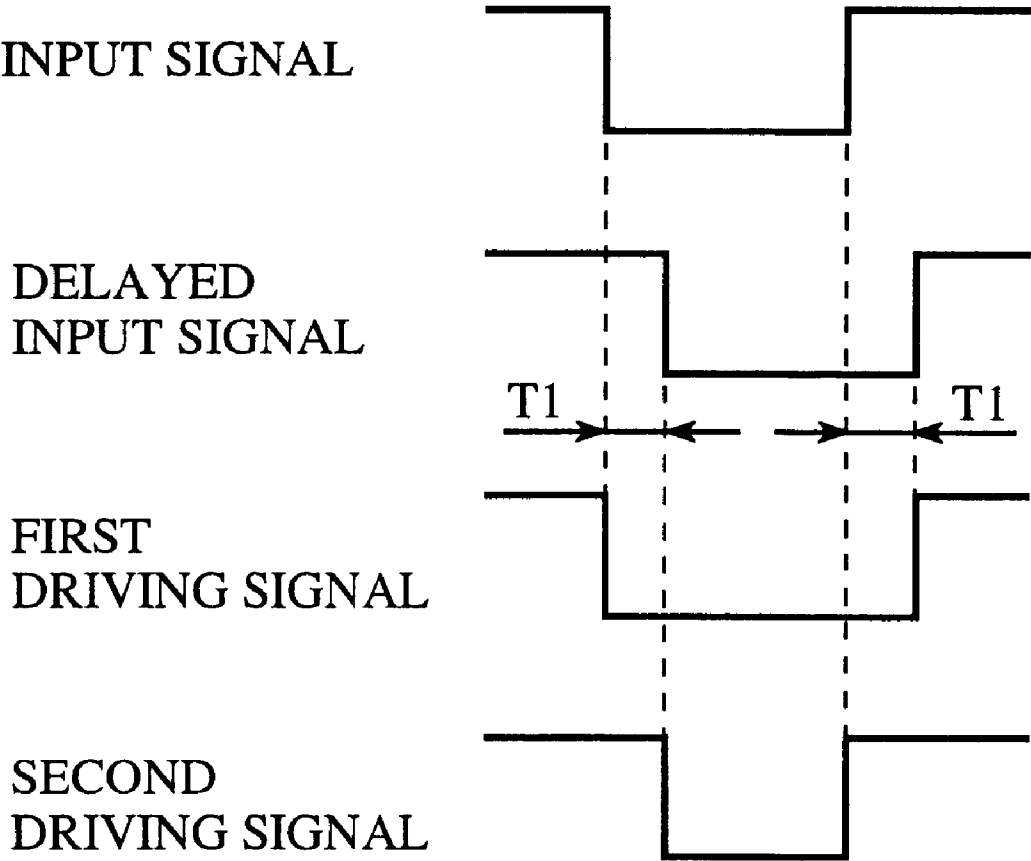 INPUT SIGNAL
DELAYED
INPUT SIGNAL
T1
T1
FIRST
DRIVING SIGNAL
SECOND
DRIVING SIGNAL